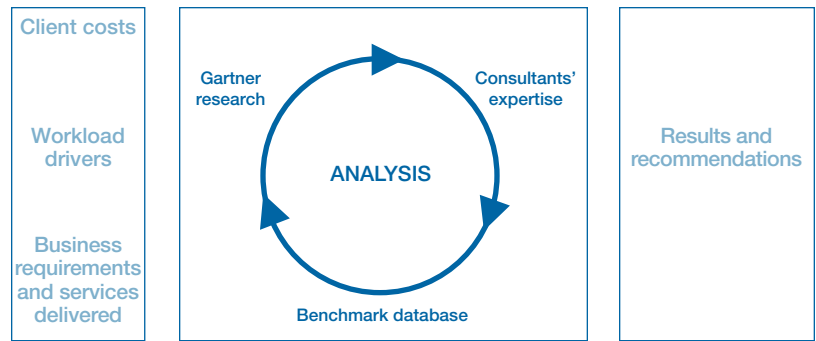 Client costs
Workload
drivers
Business
requirements
and services
delivered
Gartner
research
Consultants’
expertise
ANALYSIS
Benchmark database
Results and
recommendations